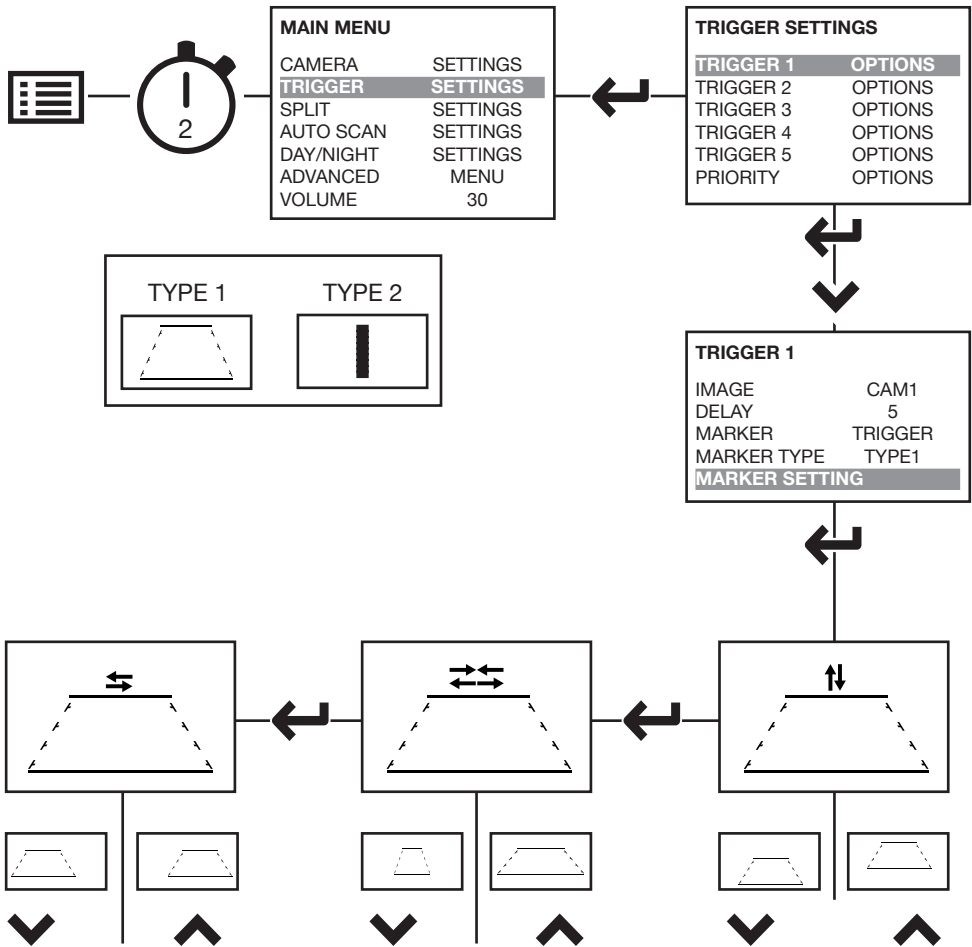 MAIN MENU
CAMERA SETTINGS
TRIGGER SETTINGS
SPLIT SETTINGS
AUTO SCAN SETTINGS
DAY/NIGHT SETTINGS
ADVANCED MENU
VOLUME 30
2
TRIGGER SETTINGS
TRIGGER 1 OPTIONS
TRIGGER 2 OPTIONS
TRIGGER 3 OPTIONS
TRIGGER 4 OPTIONS
TRIGGER 5 OPTIONS
PRIORITY OPTIONS
TYPE 1 TYPE 2
TRIGGER 1
IMAGE CAM1
DELAY 5
MARKER TRIGGER
MARKER TYPE TYPE1
MARKER SETTING